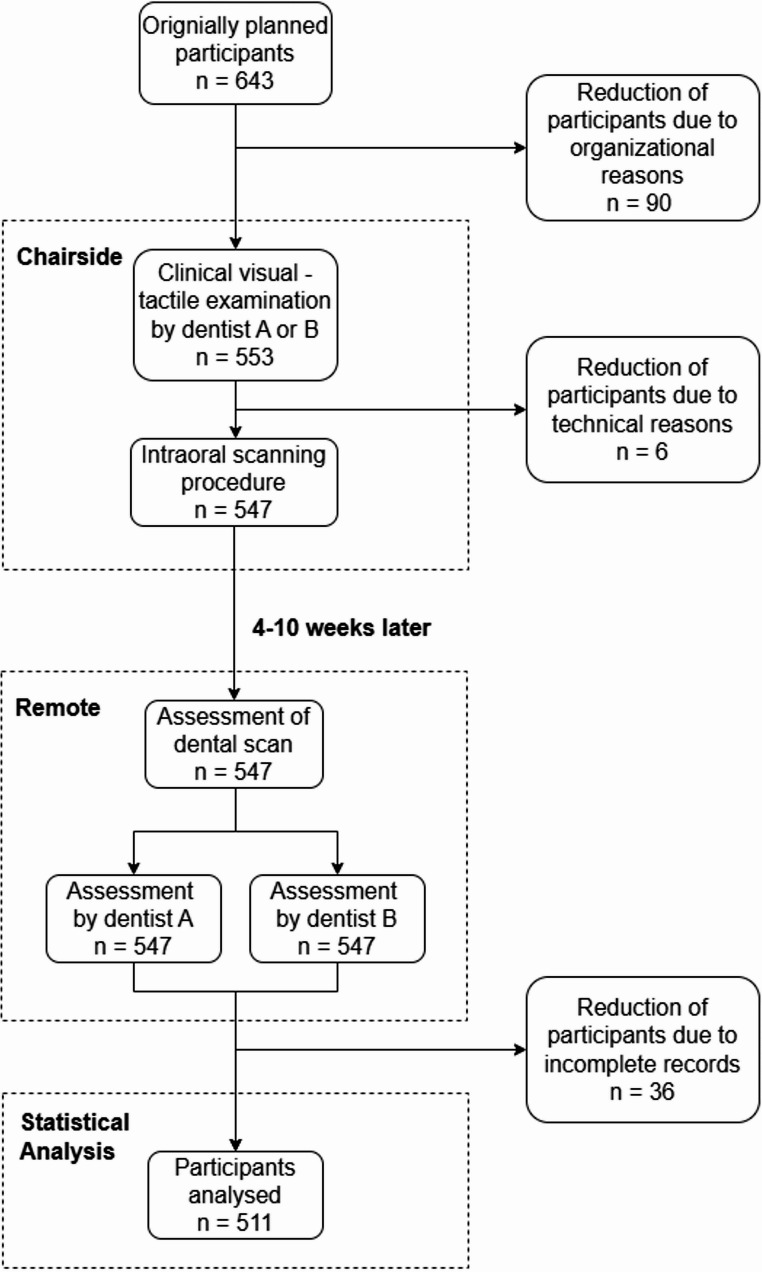 Orignially planned
participants
n = 643
Reduction of
participants due to
organizational
reasons
n = 90
Chairside
Clinical visual -
tactile examination
by dentist A or B
n = 553
Reduction of
participants due to
technical reasons
n = 6
Intraoral scanning
procedure
n = 547
4-10 weeks later
Remote
Assessment of
dental scan
n = 547
Assessment
by dentist A
n = 547
Assessment
by dentist B
n = 547
Reduction of
participants due to
incomplete records
n = 36
Statistical
Analysis
Participants
analysed
n = 511